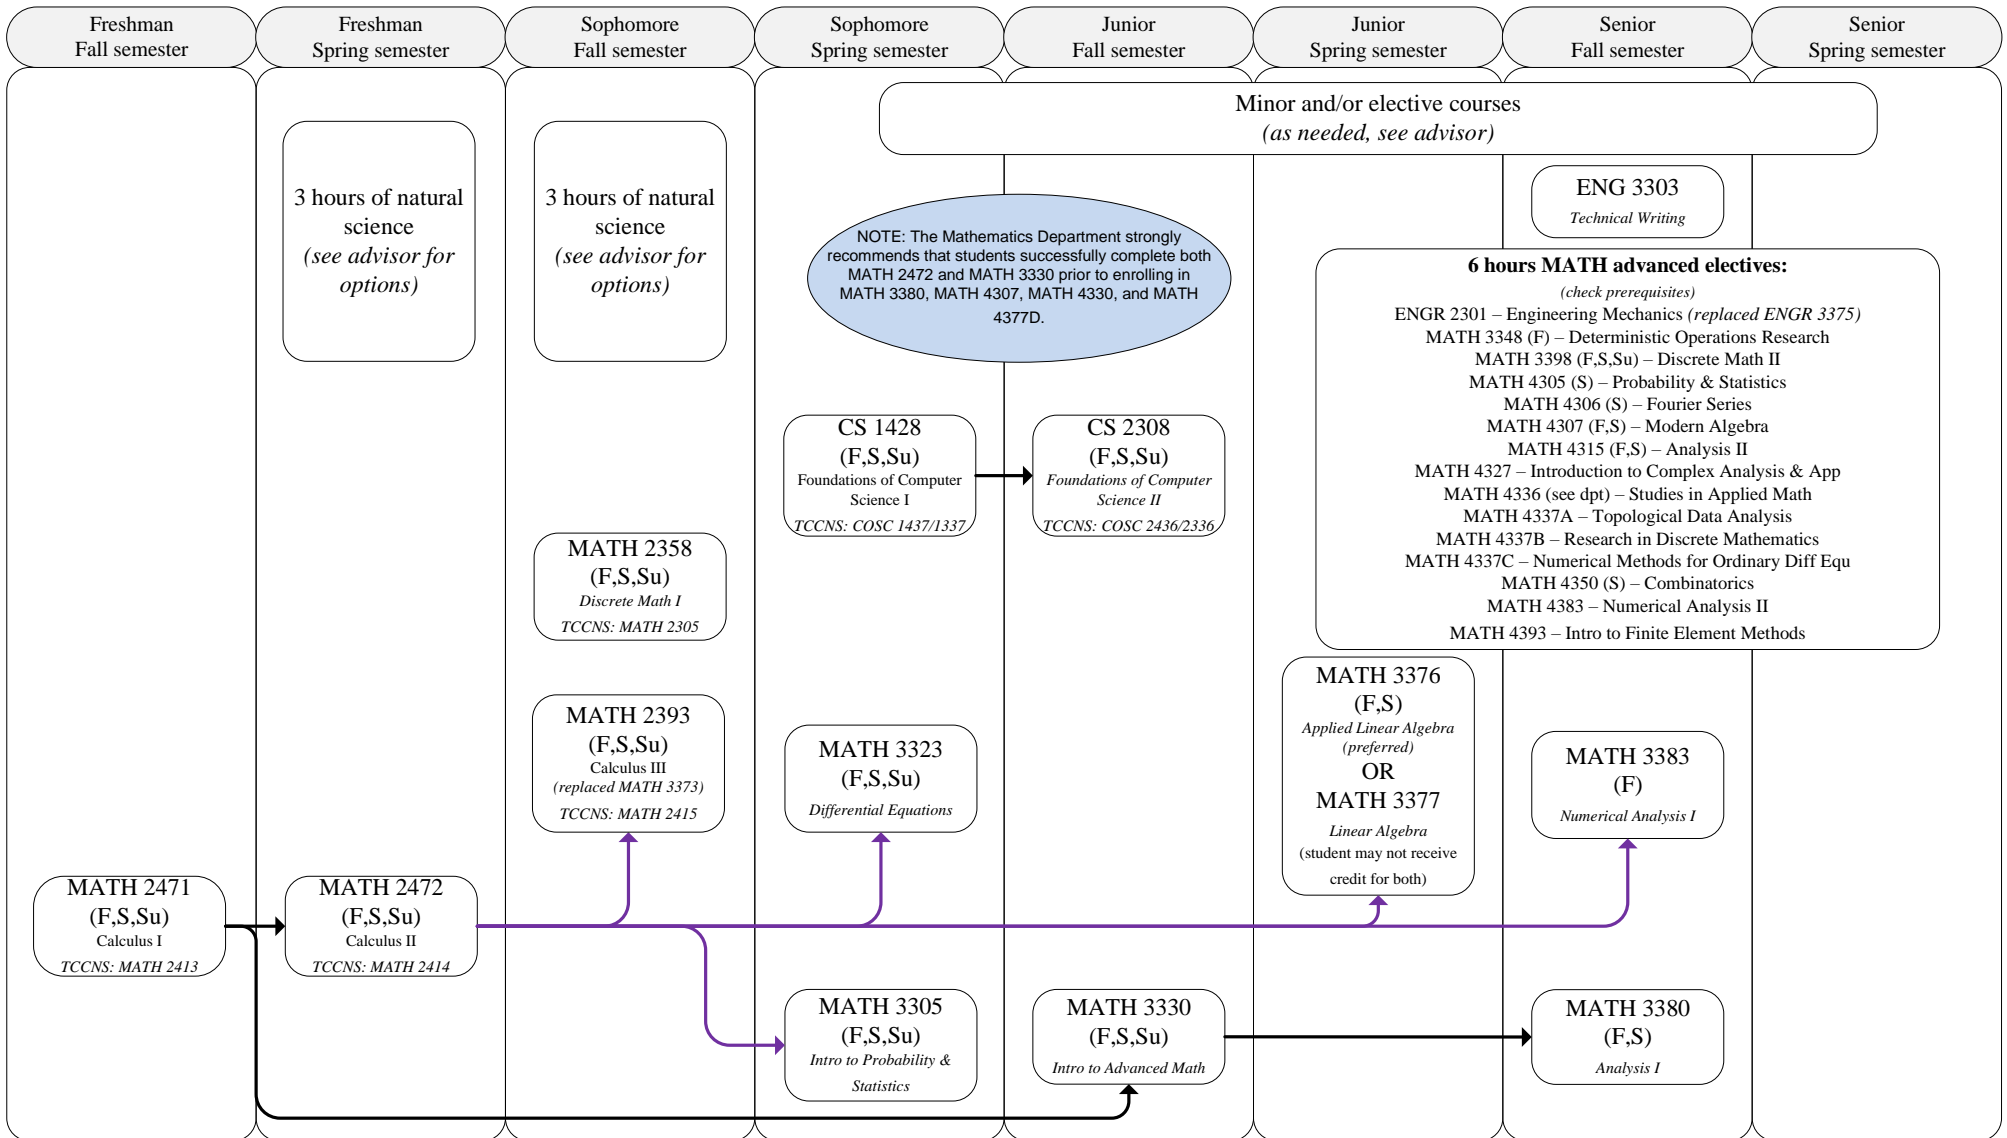 Freshman
Fall semester
Freshman
Spring semester
Sophomore
Fall semester
Sophomore
Spring semester
Junior
Fall semester
Junior
Spring semester
Senior
Fall semester
Senior
Spring semester
Minor and/or elective courses
(as needed, see advisor)
3 hours of natural
science
(see advisor for
options)
3 hours of natural
science
(see advisor for
options)
NOTE: The Mathematics Department strongly
recommends that students successfully complete both
MATH 2472 and MATH 3330 prior to enrolling in
MATH 3380, MATH 4307, MATH 4330, and MATH
4377D.
ENG 3303
Technical Writing
6 hours MATH advanced electives:
(check prerequisites)
ENGR 2301 – Engineering Mechanics (replaced ENGR 3375)
MATH 3348 (F) – Deterministic Operations Research
MATH 3398 (F,S,Su) – Discrete Math II
MATH 4305 (S) – Probability & Statistics
MATH 4306 (S) – Fourier Series
MATH 4307 (F,S) – Modern Algebra
MATH 4315 (F,S) – Analysis II
MATH 4327 – Introduction to Complex Analysis & App
MATH 4336 (see dpt) – Studies in Applied Math
MATH 4337A – Topological Data Analysis
MATH 4337B – Research in Discrete Mathematics
MATH 4337C – Numerical Methods for Ordinary Diff Equ
MATH 4350 (S) – Combinatorics
MATH 4383 – Numerical Analysis II
MATH 4393 – Intro to Finite Element Methods
CS 1428
(F,S,Su)
Foundations of Computer
Science I
TCCNS: COSC 1437/1337
CS 2308
(F,S,Su)
Foundations of Computer
Science II
TCCNS: COSC 2436/2336
MATH 2358
(F,S,Su)
Discrete Math I
TCCNS: MATH 2305
MATH 2393
(F,S,Su)
Calculus III
(replaced MATH 3373)
TCCNS: MATH 2415
MATH 3323
(F,S,Su)
Differential Equations
MATH 3376
(F,S)
Applied Linear Algebra
(preferred)
OR
MATH 3377
Linear Algebra
(student may not receive
credit for both)
MATH 3383
(F)
Numerical Analysis I
MATH 2471
(F,S,Su)
Calculus I
TCCNS: MATH 2413
MATH 2472
(F,S,Su)
Calculus II
TCCNS: MATH 2414
MATH 3305
(F,S,Su)
Intro to Probability &
Statistics
MATH 3330
(F,S,Su)
Intro to Advanced Math
MATH 3380
(F,S)
Analysis I